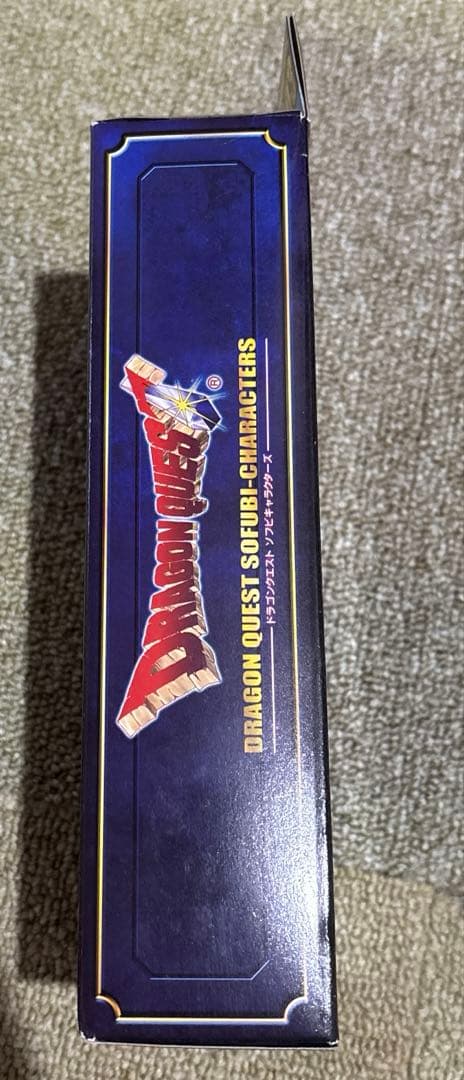 DRAGON QUEST®
DRAGON QUEST SOFUBI-CHARACTERS
ドラゴンクエスト ソフビキャラクターズ